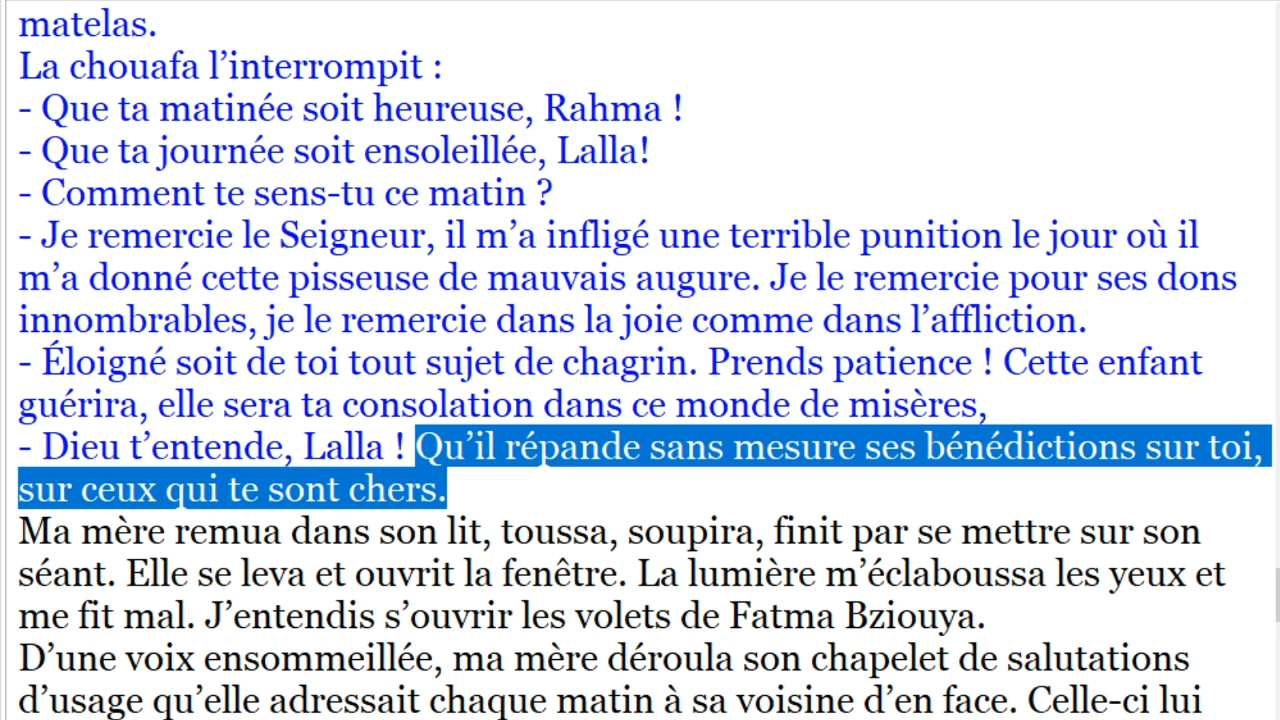 matelas.
La chouafa l’interrompit :
- Que ta matinée soit heureuse, Rahma !
- Que ta journée soit ensoleillée, Lalla!
- Comment te sens-tu ce matin ?
- Je remercie le Seigneur, il m’a infligé une terrible punition le jour où il
m’a donné cette pisseuse de mauvais augure. Je le remercie pour ses dons
innombrables, je le remercie dans la joie comme dans l’affliction.
- Éloigné soit de toi tout sujet de chagrin. Prends patience ! Cette enfant
guérira, elle sera ta consolation dans ce monde de misères,
- Dieu t’entende, Lalla ! Qu’il répande sans mesure ses bénédictions sur toi,
sur ceux qui te sont chers.
Ma mère remua dans son lit, toussa, soupira, finit par se mettre sur son
séant. Elle se leva et ouvrit la fenêtre. La lumière m’éclaboussa les yeux et
me fit mal. J’entendis s’ouvrir les volets de Fatma Bziouya.
D’une voix ensommeillée, ma mère déroula son chapelet de salutations
d’usage qu’elle adressait chaque matin à sa voisine d’en face. Celle-ci lui